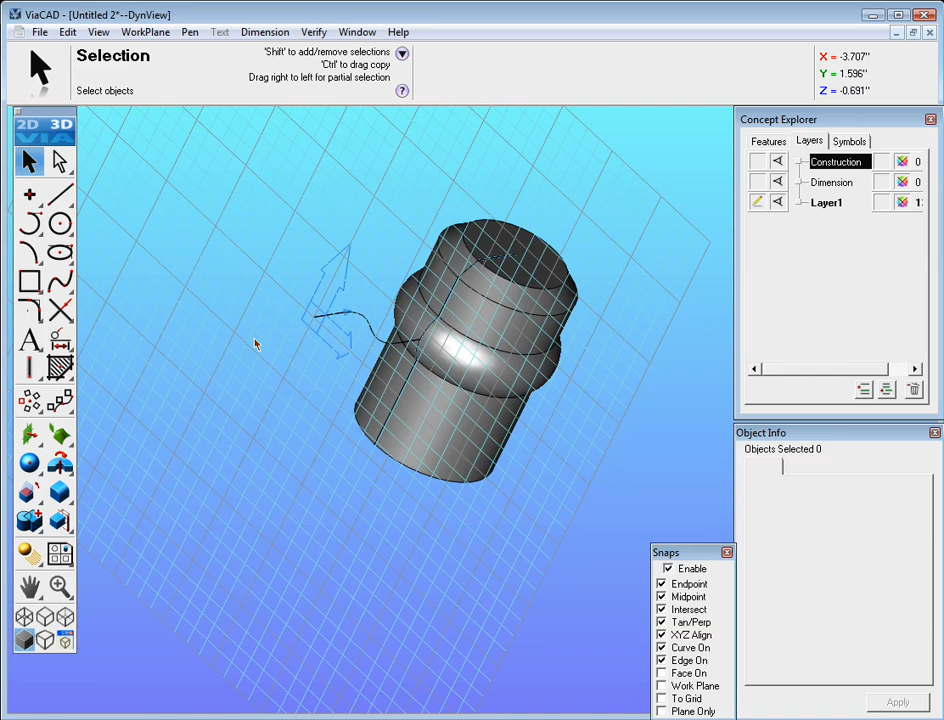 ViaCAD - [Untitled 2*--DynView]
File Edit View WorkPlane Pen Text Dimension Verify Window Help
Selection
'Shift' to add/remove selections
'Ctrl' to drag copy
Drag right to left for partial selection
Select objects
?
X = -3.707"
Y = 1.596"
Z = -0.691"
2D 3D
VIA
A
Concept Explorer
Features Layers Symbols
Construction 0
Dimension 0
Layer1
Object Info
Objects Selected 0
Apply
Snaps
Enable
Endpoint
Midpoint
Intersect
Tan/Perp
XYZ Align
Curve On
Edge On
Face On
Work Plane
To Grid
Plane Only